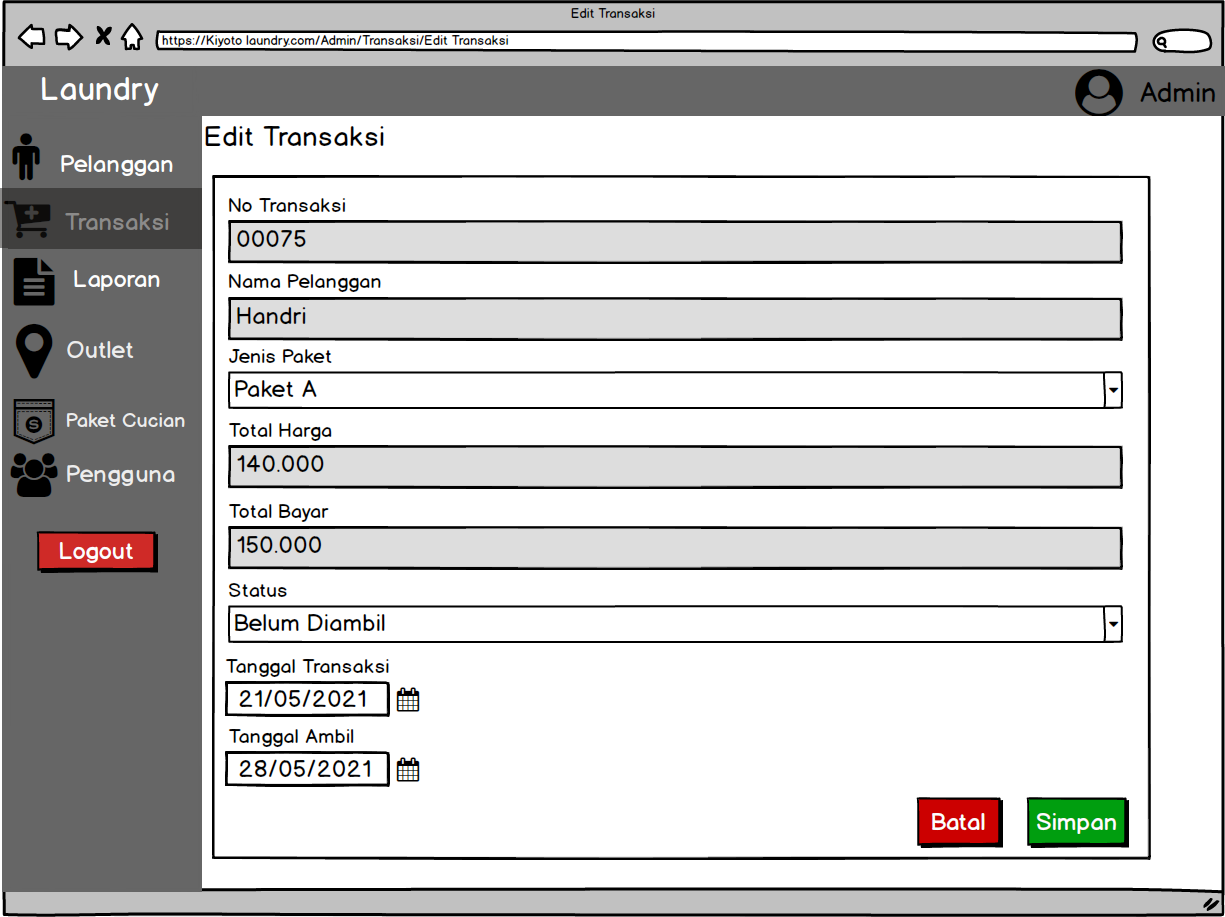 Edit Transaksi
https://Kiyoto laundry.com/Admin/Transaksi/Edit Transaksi
Laundry
Admin
Edit Transaksi
Pelanggan
Transaksi
Laporan
Outlet
Paket Cucian
Pengguna
Logout
No Transaksi
00075
Nama Pelanggan
Handri
Jenis Paket
Paket A
Total Harga
140.000
Total Bayar
150.000
Status
Belum Diambil
Tanggal Transaksi
21/05/2021
Tanggal Ambil
28/05/2021
Batal
Simpan